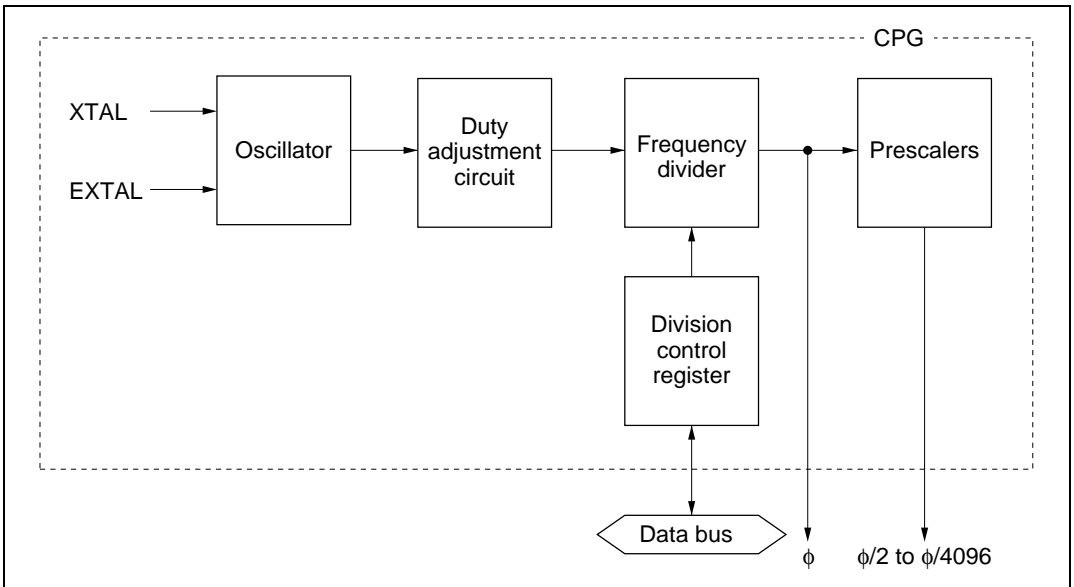 CPG
XTAL
EXTAL
Oscillator
Duty
adjustment
circuit
Frequency
divider
Prescalers
Division
control
register
Data bus
ϕ
ϕ/2 to ϕ/4096